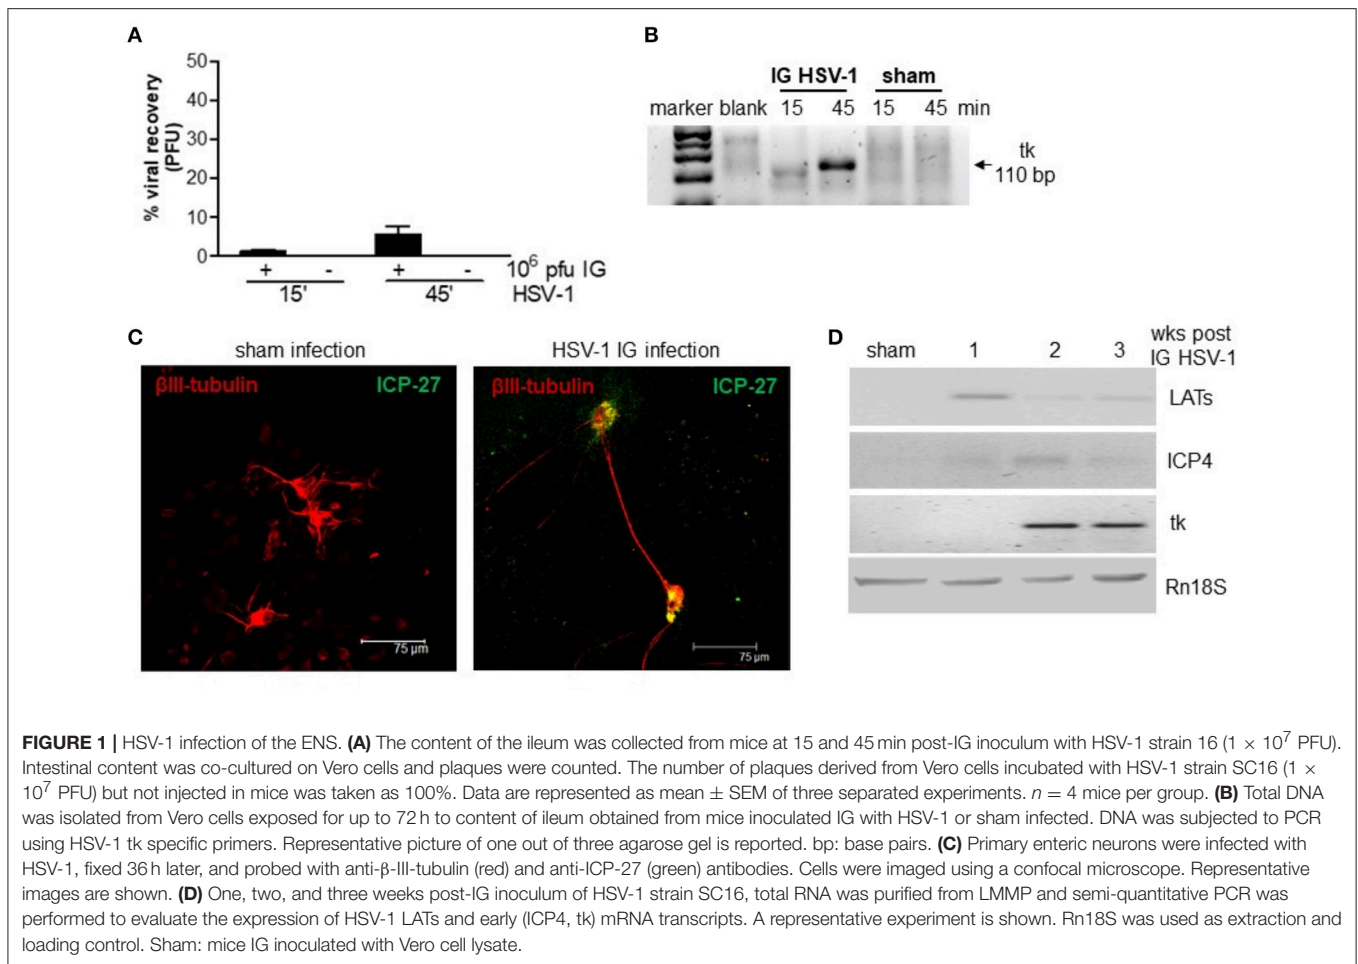 A
50
40
30
20
10
0
% viral recovery
(PFU)
+ - + - 10⁶ pfu IG
15' 45' HSV-1
B
IG HSV-1 sham
marker blank 15 45 15 45 min
tk
110 bp
C
sham infection
βIII-tubulin ICP-27
75 µm
HSV-1 IG infection
βIII-tubulin ICP-27
75 µm
D
wks post
sham 1 2 3 IG HSV-1
LATs
ICP4
tk
Rn18S
FIGURE 1 | HSV-1 infection of the ENS. (A) The content of the ileum was collected from mice at 15 and 45 min post-IG inoculum with HSV-1 strain 16 (1 × 10⁷ PFU).
Intestinal content was co-cultured on Vero cells and plaques were counted. The number of plaques derived from Vero cells incubated with HSV-1 strain SC16 (1 ×
10⁷ PFU) but not injected in mice was taken as 100%. Data are represented as mean ± SEM of three separated experiments. n = 4 mice per group. (B) Total DNA
was isolated from Vero cells exposed for up to 72 h to content of ileum obtained from mice inoculated IG with HSV-1 or sham infected. DNA was subjected to PCR
using HSV-1 tk specific primers. Representative picture of one out of three agarose gel is reported. bp: base pairs. (C) Primary enteric neurons were infected with
HSV-1, fixed 36 h later, and probed with anti-β-III-tubulin (red) and anti-ICP-27 (green) antibodies. Cells were imaged using a confocal microscope. Representative
images are shown. (D) One, two, and three weeks post-IG inoculum of HSV-1 strain SC16, total RNA was purified from LMMP and semi-quantitative PCR was
performed to evaluate the expression of HSV-1 LATs and early (ICP4, tk) mRNA transcripts. A representative experiment is shown. Rn18S was used as extraction and
loading control. Sham: mice IG inoculated with Vero cell lysate.